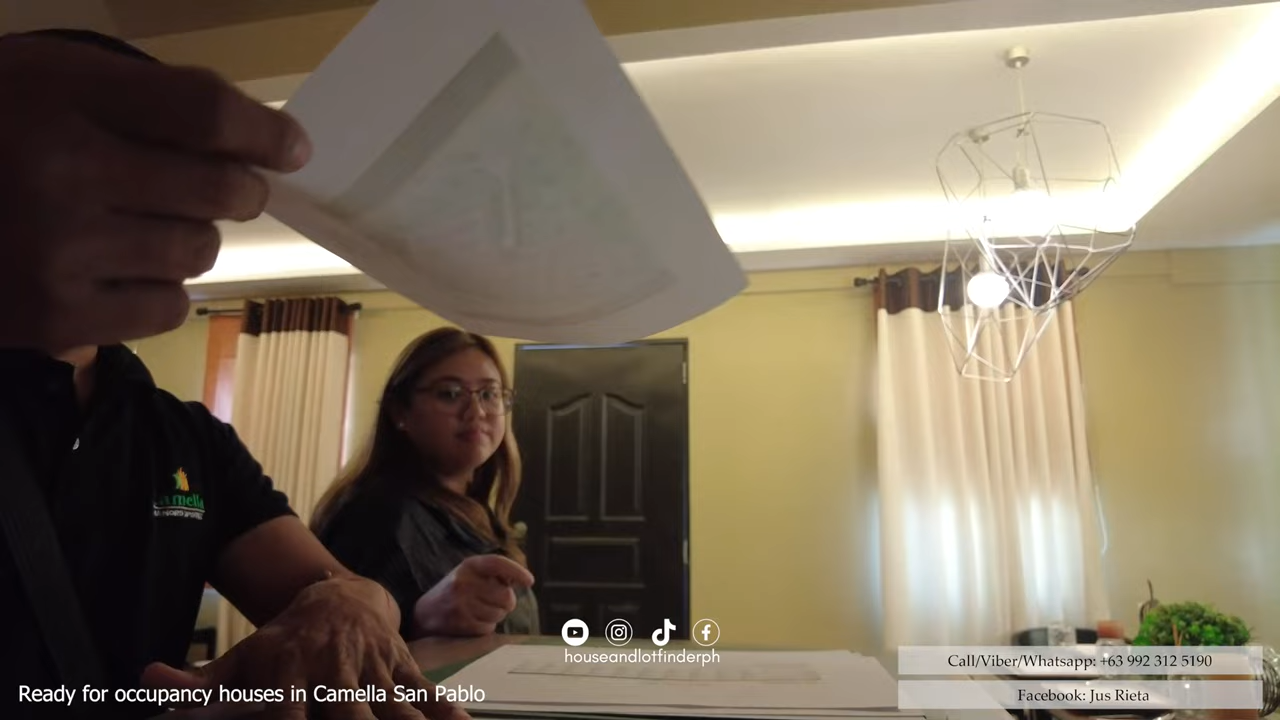 houseandlotfinderph
Call/Viber/Whatsapp: +63 992 312 5190
Facebook: Jus Rieta
Ready for occupancy houses in Camella San Pablo